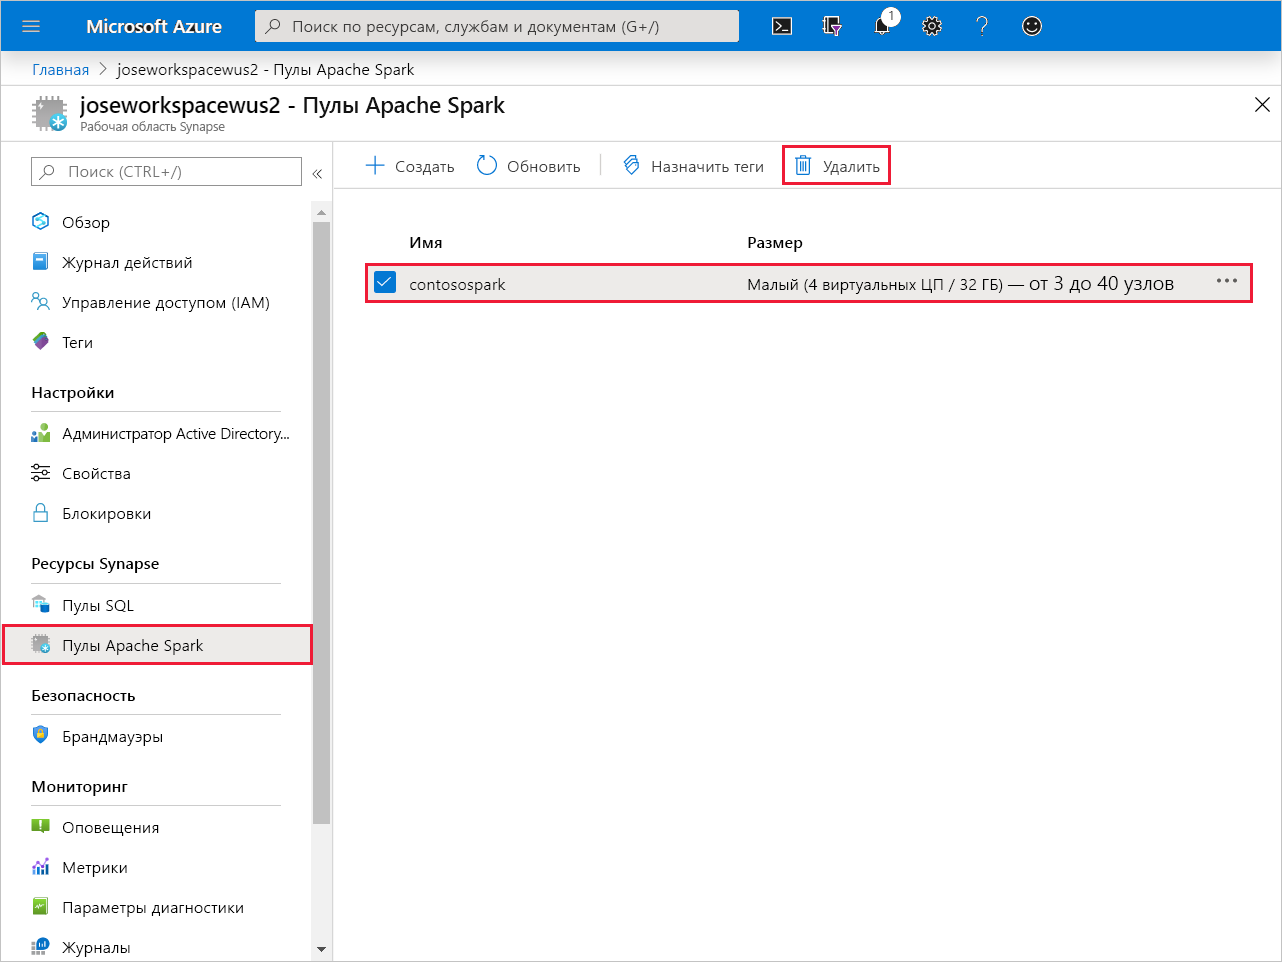 Microsoft Azure
Поиск по ресурсам, службам и документам (G+/)
1
Главная > joseworkspacewus2 - Пулы Apache Spark
joseworkspacewus2 - Пулы Apache Spark
Рабочая область Synapse
Поиск (CTRL+/)
«
Создать
Обновить
Назначить теги
Удалить
Обзор
Журнал действий
Управление доступом (IAM)
Теги
Настройки
Администратор Active Directory...
Свойства
Блокировки
Ресурсы Synapse
Пулы SQL
Пулы Apache Spark
Безопасность
Брандмауэры
Мониторинг
Оповещения
Метрики
Параметры диагностики
Журналы
Имя
Размер
contosospark
Малый (4 виртуальных ЦП / 32 ГБ) — от 3 до 40 узлов